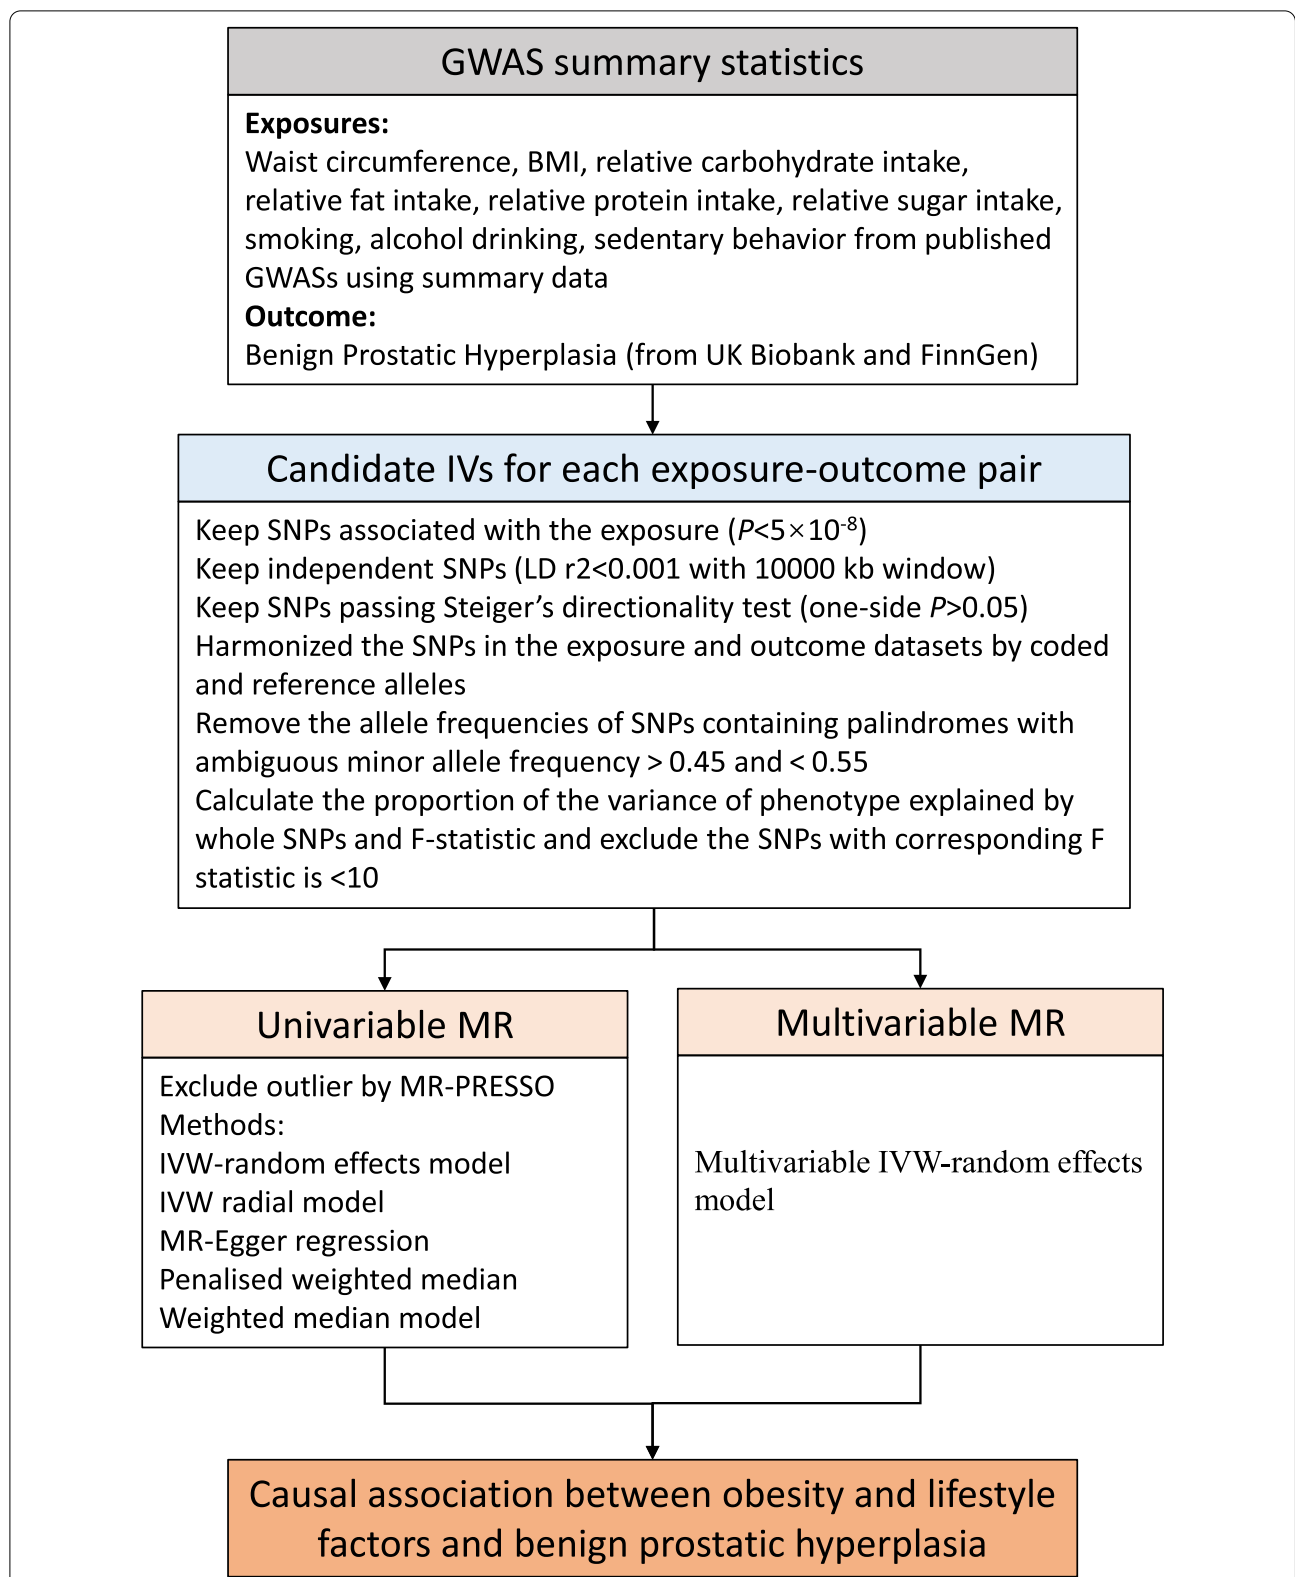 GWAS summary statistics
Exposures:
Waist circumference, BMI, relative carbohydrate intake,
relative fat intake, relative protein intake, relative sugar intake,
smoking, alcohol drinking, sedentary behavior from published
GWASs using summary data
Outcome:
Benign Prostatic Hyperplasia (from UK Biobank and FinnGen)
Candidate IVs for each exposure-outcome pair
Keep SNPs associated with the exposure (P<5×10⁻⁸)
Keep independent SNPs (LD r2<0.001 with 10000 kb window)
Keep SNPs passing Steiger’s directionality test (one-side P>0.05)
Harmonized the SNPs in the exposure and outcome datasets by coded
and reference alleles
Remove the allele frequencies of SNPs containing palindromes with
ambiguous minor allele frequency > 0.45 and < 0.55
Calculate the proportion of the variance of phenotype explained by
whole SNPs and F-statistic and exclude the SNPs with corresponding F
statistic is <10
Univariable MR
Exclude outlier by MR-PRESSO
Methods:
IVW-random effects model
IVW radial model
MR-Egger regression
Penalised weighted median
Weighted median model
Multivariable MR
Multivariable IVW-random effects
model
Causal association between obesity and lifestyle
factors and benign prostatic hyperplasia